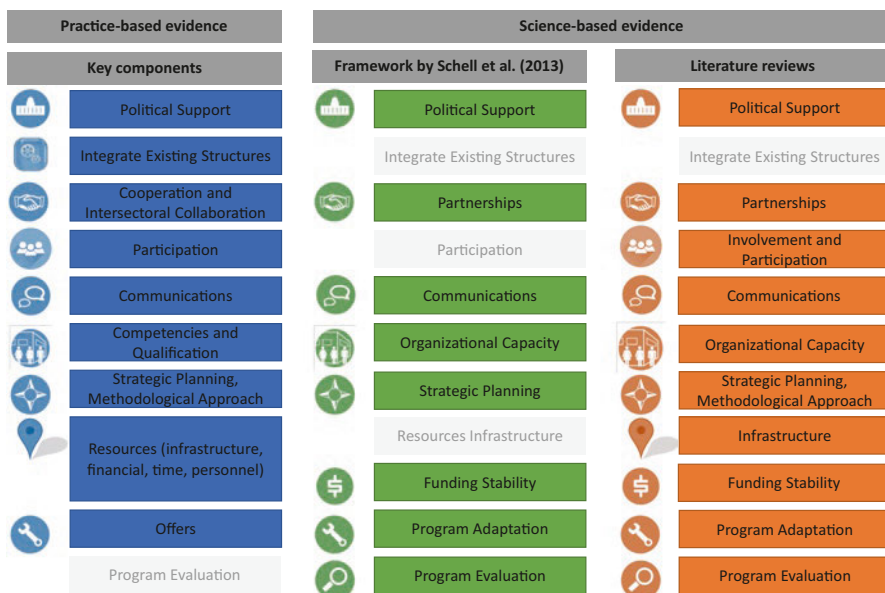 Practice-based evidence
Science-based evidence
Key components
Framework by Schell et al. (2013)
Literature reviews
Political Support
Political Support
Political Support
Integrate Existing Structures
Integrate Existing Structures
Integrate Existing Structures
Cooperation and
Intersectoral Collaboration
Partnerships
Partnerships
Participation
Participation
Involvement and
Participation
Communications
Communications
Communications
Competencies and
Qualification
Organizational Capacity
Organizational Capacity
Strategic Planning,
Methodological Approach
Strategic Planning
Strategic Planning,
Methodological Approach
Resources (infrastructure,
financial, time, personnel)
Resources Infrastructure
Infrastructure
Funding Stability
Funding Stability
Offers
Program Adaptation
Program Adaptation
Program Evaluation
Program Evaluation
Program Evaluation